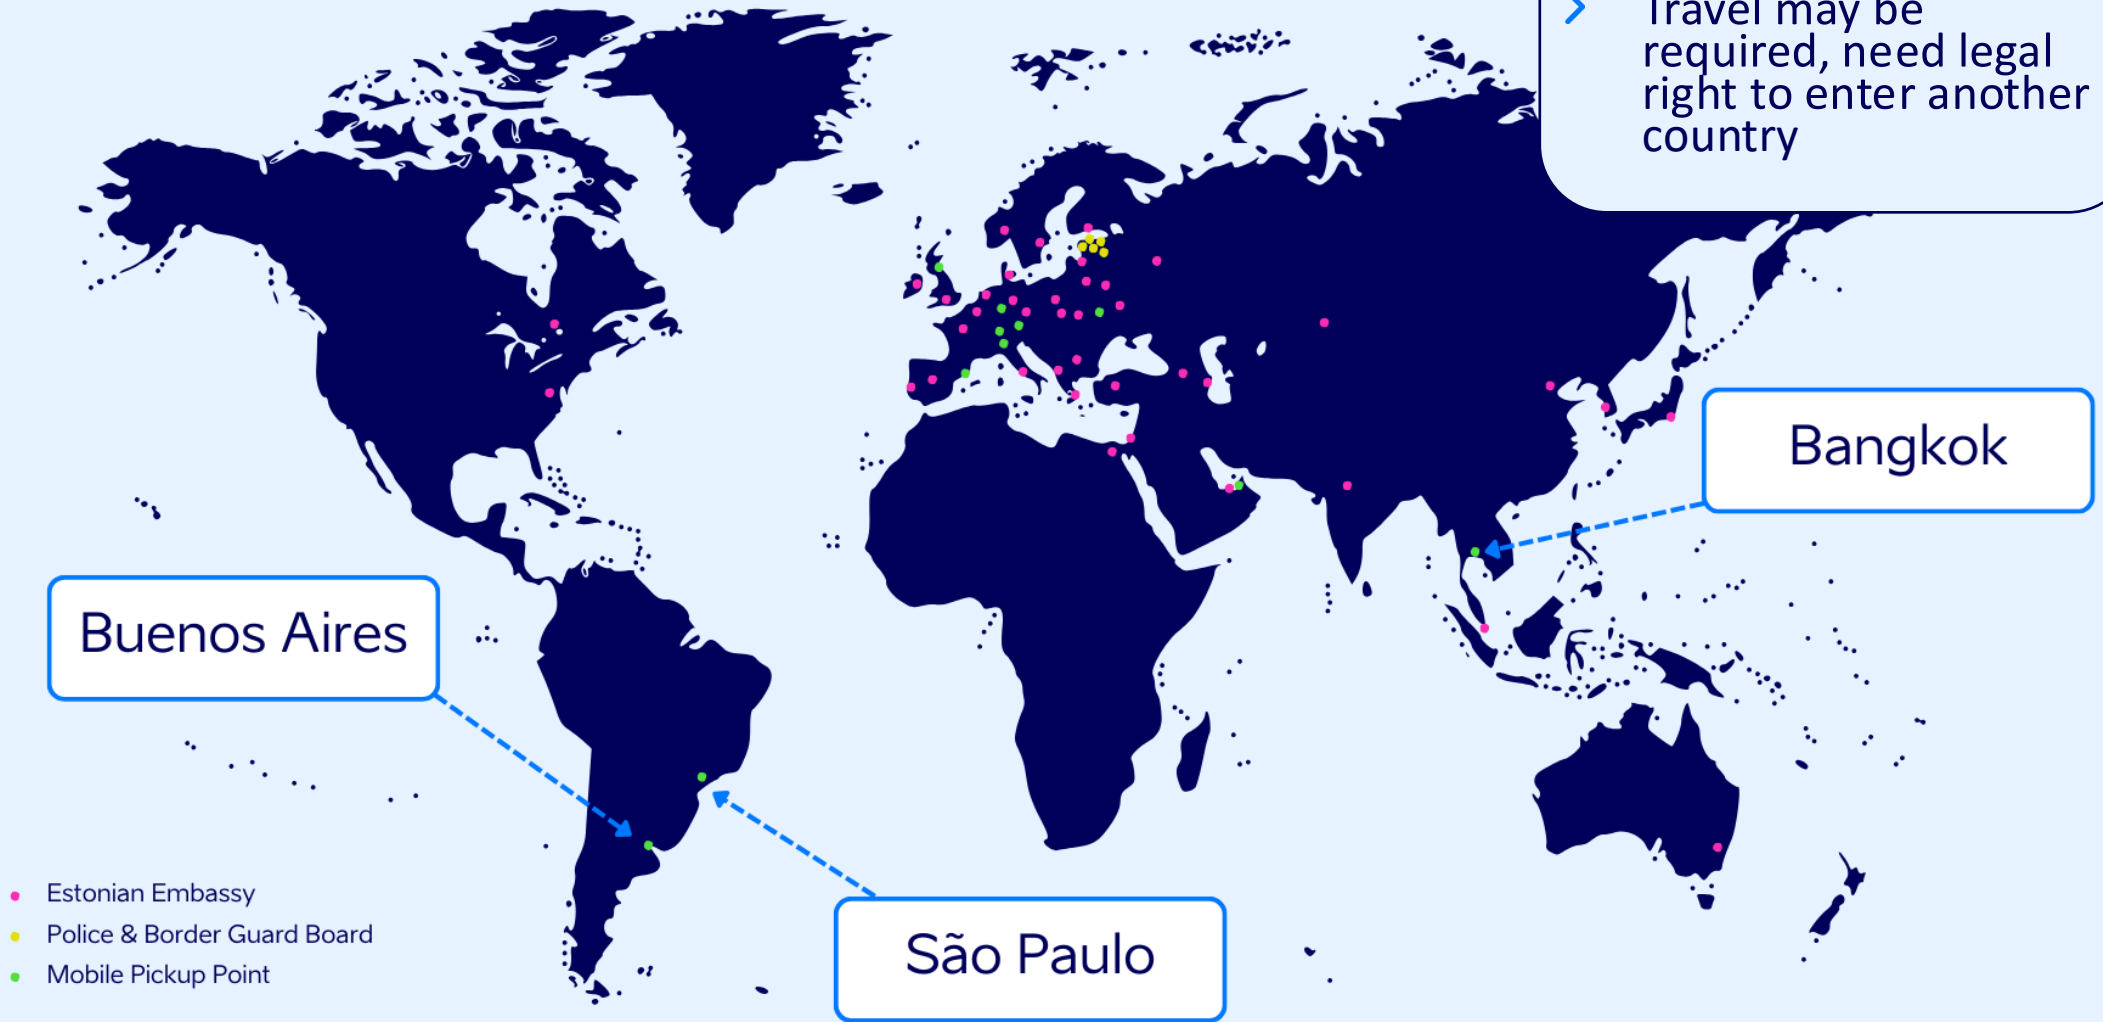 Travel may be
required, need legal
right to enter another
country
Bangkok
Buenos Aires
São Paulo
Estonian Embassy
Police & Border Guard Board
Mobile Pickup Point